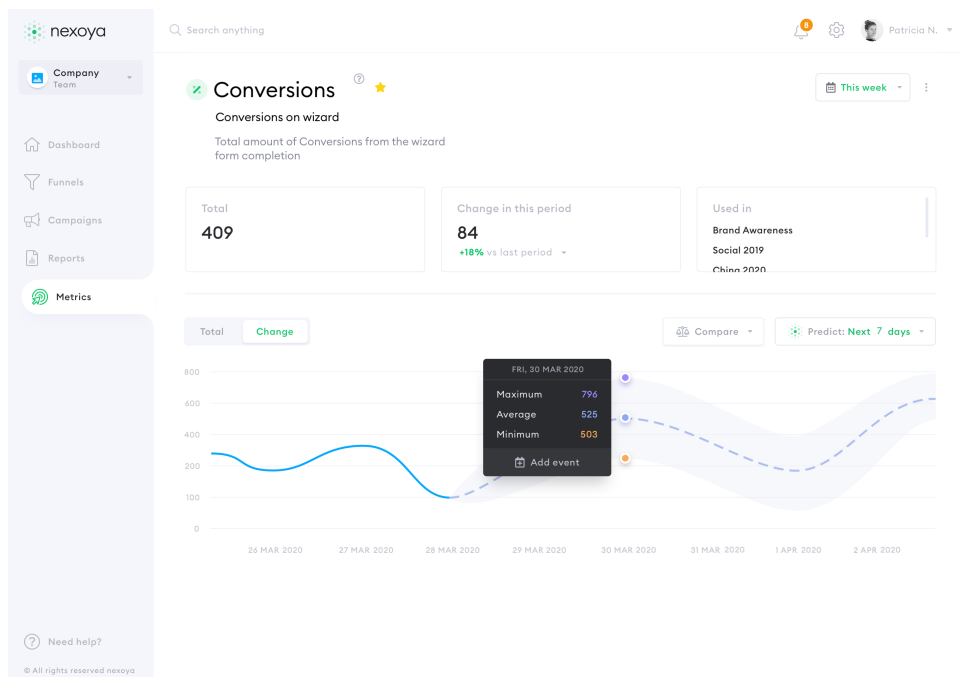 nexoya
Search anything
8
Patricia N.
Company
Team
Dashboard
Funnels
Campaigns
Reports
Metrics
Need help?
© All rights reserved nexoya
Conversions
?
This week
Conversions on wizard
Total amount of Conversions from the wizard
form completion
Total
409
Change in this period
84
+18% vs last period
Used in
Brand Awareness
Social 2019
China 2020
Total
Change
Compare
Predict: Next 7 days
800
600
400
200
100
0
FRI, 30 MAR 2020
Maximum 796
Average 525
Minimum 503
Add event
26 MAR 2020
27 MAR 2020
28 MAR 2020
29 MAR 2020
30 MAR 2020
31 MAR 2020
1 APR 2020
2 APR 2020